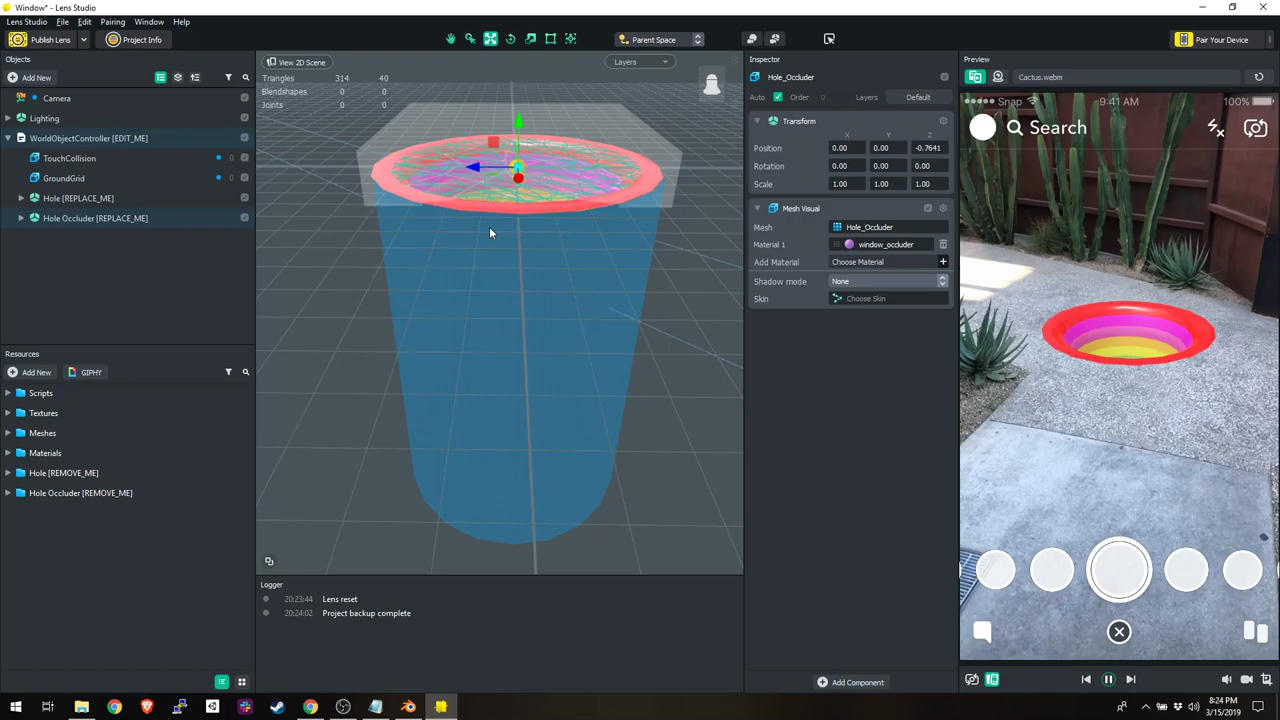 Window* - Lens Studio
Lens Studio File Edit Pairing Window Help
Publish Lens Project Info Parent Space Pair Your Device
Objects
Add New
Camera
Lighting
WorldObjectController [EDIT_ME]
TouchCollision 0
GroundGrid 0
Hole [REPLACE_ME]
Hole Occluder [REPLACE_ME]
Resources
Add New GIPHY
Scripts
Textures
Meshes
Materials
Hole [REMOVE_ME]
Hole Occluder [REMOVE_ME]
View 2D Scene Layers
Triangles 314 40
Blendshapes 0 0
Joints 0 0
Logger
20:23:44 Lens reset
20:24:02 Project backup complete
Inspector
Hole_Occluder
Auto Order 0 Layers Default
Transform
X Y Z
Position 0.00 0.00 -0.7641
Rotation 0.00 0.00 0.00
Scale 1.00 1.00 1.00
Mesh Visual
Mesh Hole_Occluder
Material 1 window_occluder
Add Material Choose Material
Shadow mode None
Skin Choose Skin
Add Component
Preview
Cactus.webm
Snap 9:41 AM 100%
Search
8:24 PM
3/15/2019